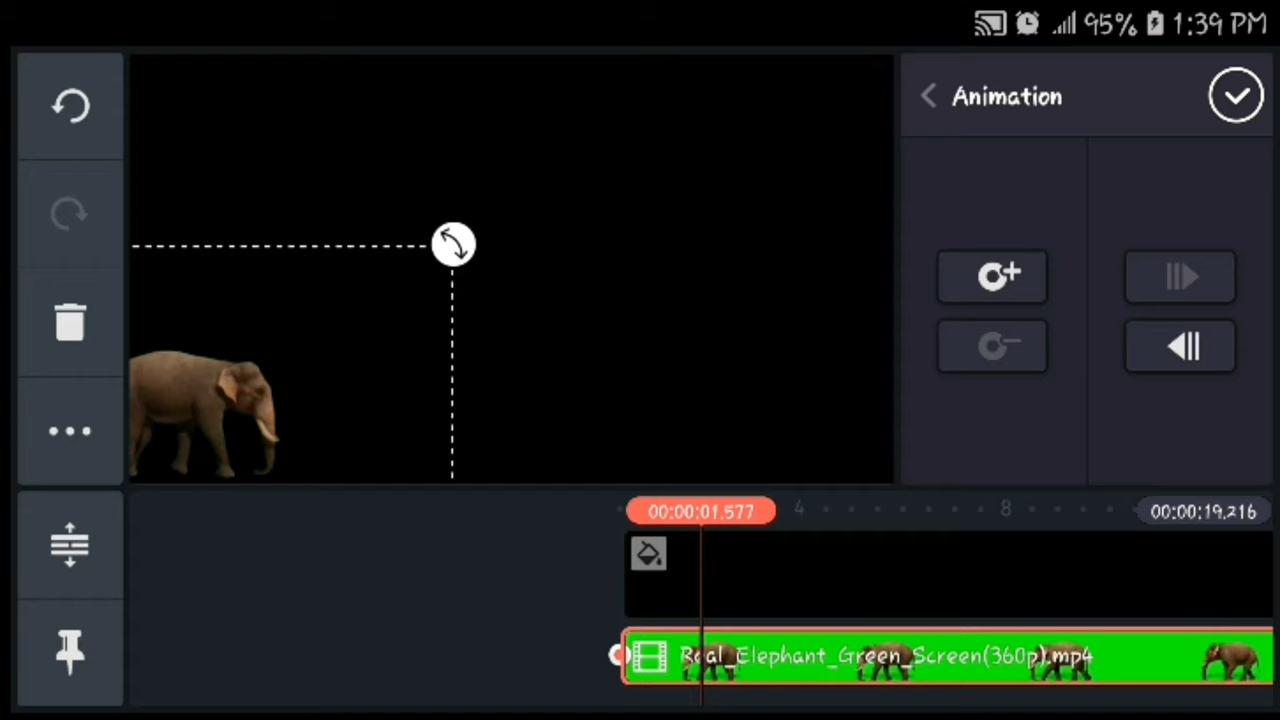 95% 1:39 PM
Animation
00:00:01.577 4 8 00:00:19.216
Real_Elephant_Green_Screen(360p).mp4